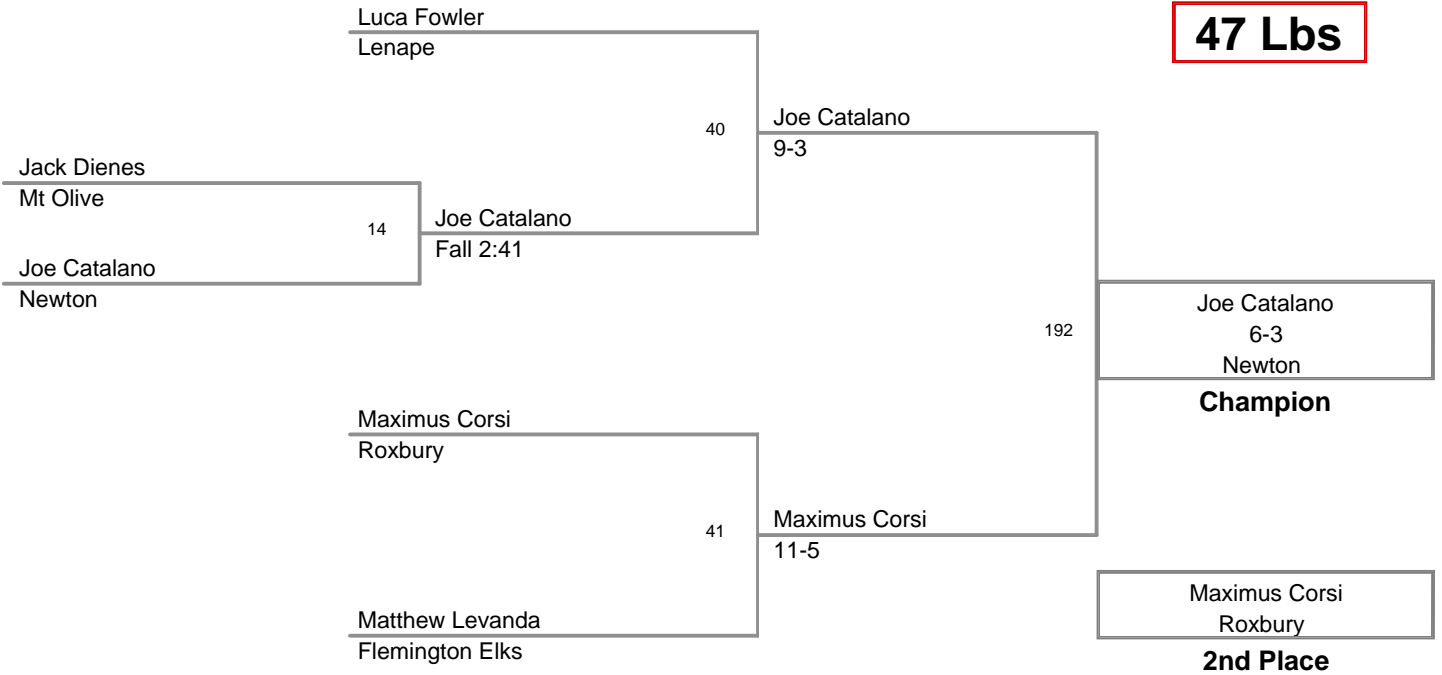 Luca Fowler
Lenape
47 Lbs
40
Joe Catalano
9-3
Jack Dienes
Mt Olive
14
Joe Catalano
Fall 2:41
Joe Catalano
Newton
192
Joe Catalano
6-3
Newton
Champion
Maximus Corsi
Roxbury
41
Maximus Corsi
11-5
Matthew Levanda
Flemington Elks
Maximus Corsi
Roxbury
2nd Place